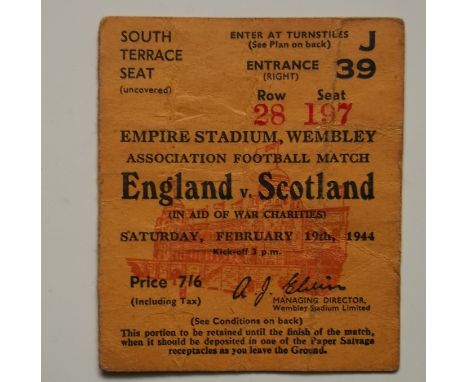 SOUTH TERRACE SEAT
(uncovered)
ENTER AT TURNSTILES
(See Plan on back)
J
ENTRANCE
(RIGHT)
39
Row Seat
28 197
EMPIRE STADIUM, WEMBLEY
ASSOCIATION FOOTBALL MATCH
England v. Scotland
(IN AID OF WAR CHARITIES)
SATURDAY, FEBRUARY 19th, 1944
Kick-off 3 p.m.
Price 7/6
(Including Tax)
A. J. Elvin
MANAGING DIRECTOR,
Wembley Stadium Limited
(See Conditions on back)
This portion to be retained until the finish of the match,
when it should be deposited in one of the Paper Salvage
receptacles as you leave the Ground.